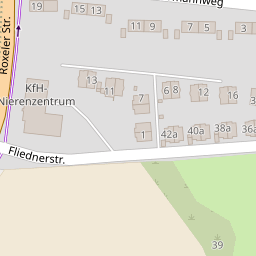 mannweg
19
15
13
11
9
7
5
3
Roxeler Str.
KfH-
Nierenzentrum
13
11
7
6
8
12
16
1
42a
40a
38a
36a
Fliednerstr.
39